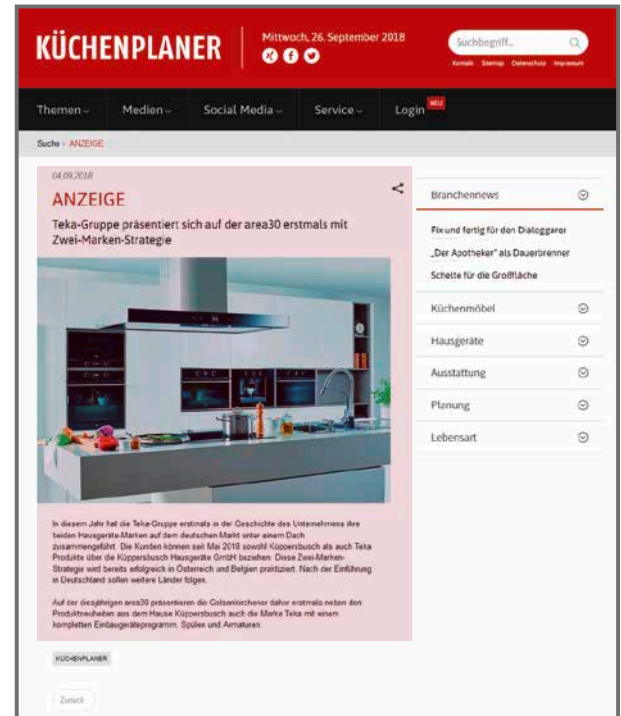 KÜCHENPLANER
Mittwoch, 26. September 2018
Suchbegriff...
Kontakt Sitemap Datenschutz Impressum
Themen
Medien
Social Media
Service
Login
NEU
Suche › ANZEIGE
04.09.2018
ANZEIGE
Teka-Gruppe präsentiert sich auf der area30 erstmals mit
Zwei-Marken-Strategie
In diesem Jahr hat die Teka-Gruppe erstmals in der Geschichte des Unternehmens ihre
beiden Hausgeräte-Marken auf dem deutschen Markt unter einem Dach
zusammengeführt. Die Kunden können seit Mai 2018 sowohl Küppersbusch als auch Teka
Produkte über die Küppersbusch Hausgeräte GmbH beziehen. Diese Zwei-Marken-
Strategie wird bereits erfolgreich in Österreich und Belgien praktiziert. Nach der Einführung
in Deutschland sollen weitere Länder folgen.
Auf der diesjährigen area30 präsentieren die Gelsenkirchener daher erstmals neben den
Produktneuheiten aus dem Hause Küppersbusch auch die Marke Teka mit einem
kompletten Einbaugeräteprogramm, Spülen und Armaturen.
KÜCHENPLANER
Zurück
Branchennews
Fix und fertig für den Dialoggarer
„Der Apotheker" als Dauerbrenner
Schelte für die Großfläche
Küchenmöbel
Hausgeräte
Ausstattung
Planung
Lebensart